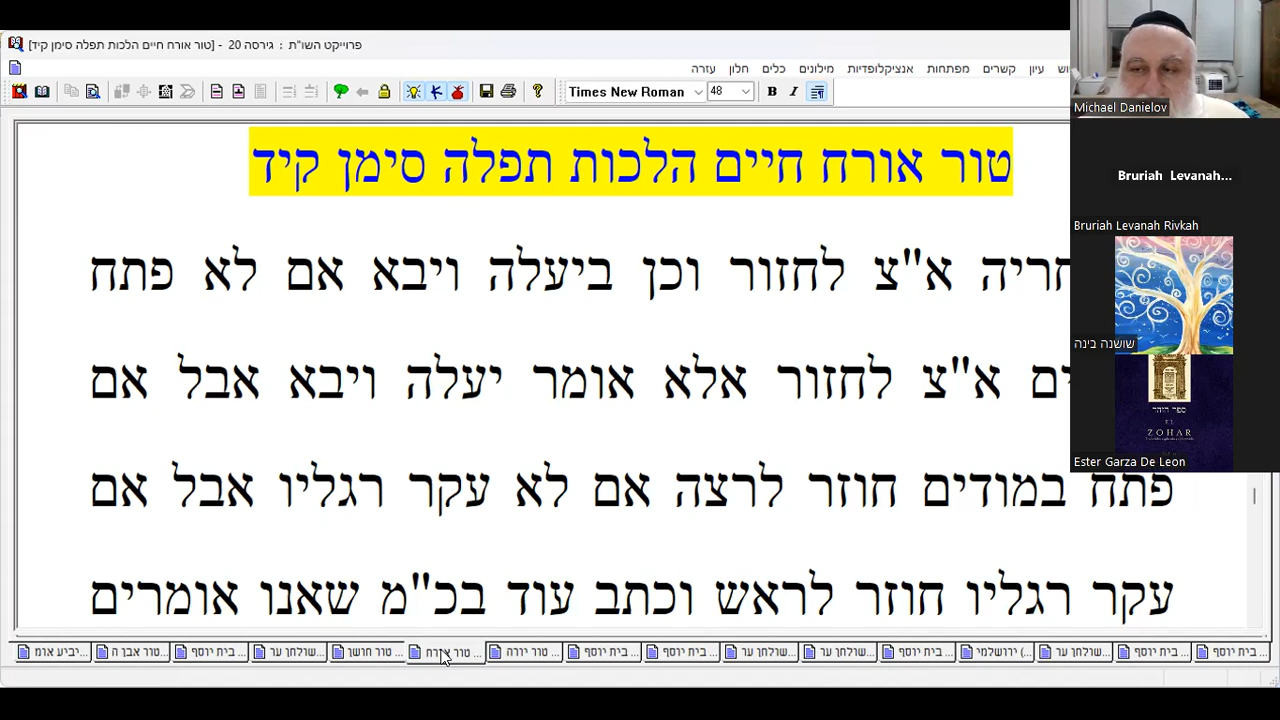 פרוייקט השו"ת : גירסה 20 - [טור אורח חיים הלכות תפלה סימן קיד]
עיון קשרים מפתחות אנציקלופדיות מילונים כלים חלון עזרה
Times New Roman 48 B I
טור אורח חיים הלכות תפלה סימן קיד
א"צ לחזור וכן ביעלה ויבא אם לא פתח
א"צ לחזור אלא אומר יעלה ויבא אבל אם
פתח במודים חוזר לרצה אם לא עקר רגליו אבל אם
עקר רגליו חוזר לראש וכתב עוד בכ"מ שאנו אומרים
בית יוסף ...
בית יוסף ...
שולחן ער...
ירושלמי (...
בית יוסף ...
שולחן ער...
שולחן ער...
בית יוסף ...
בית יוסף ...
טור יורה ...
טור חושן ...
שולחן ער...
בית יוסף ...
טור אבן ה...
יביע אומ...
Michael Danielov
Bruriah Levanah...
Bruriah Levanah Rivkah
שושנה בינה
ספר הזהר
EL
ZOHAR
Ester Garza De Leon